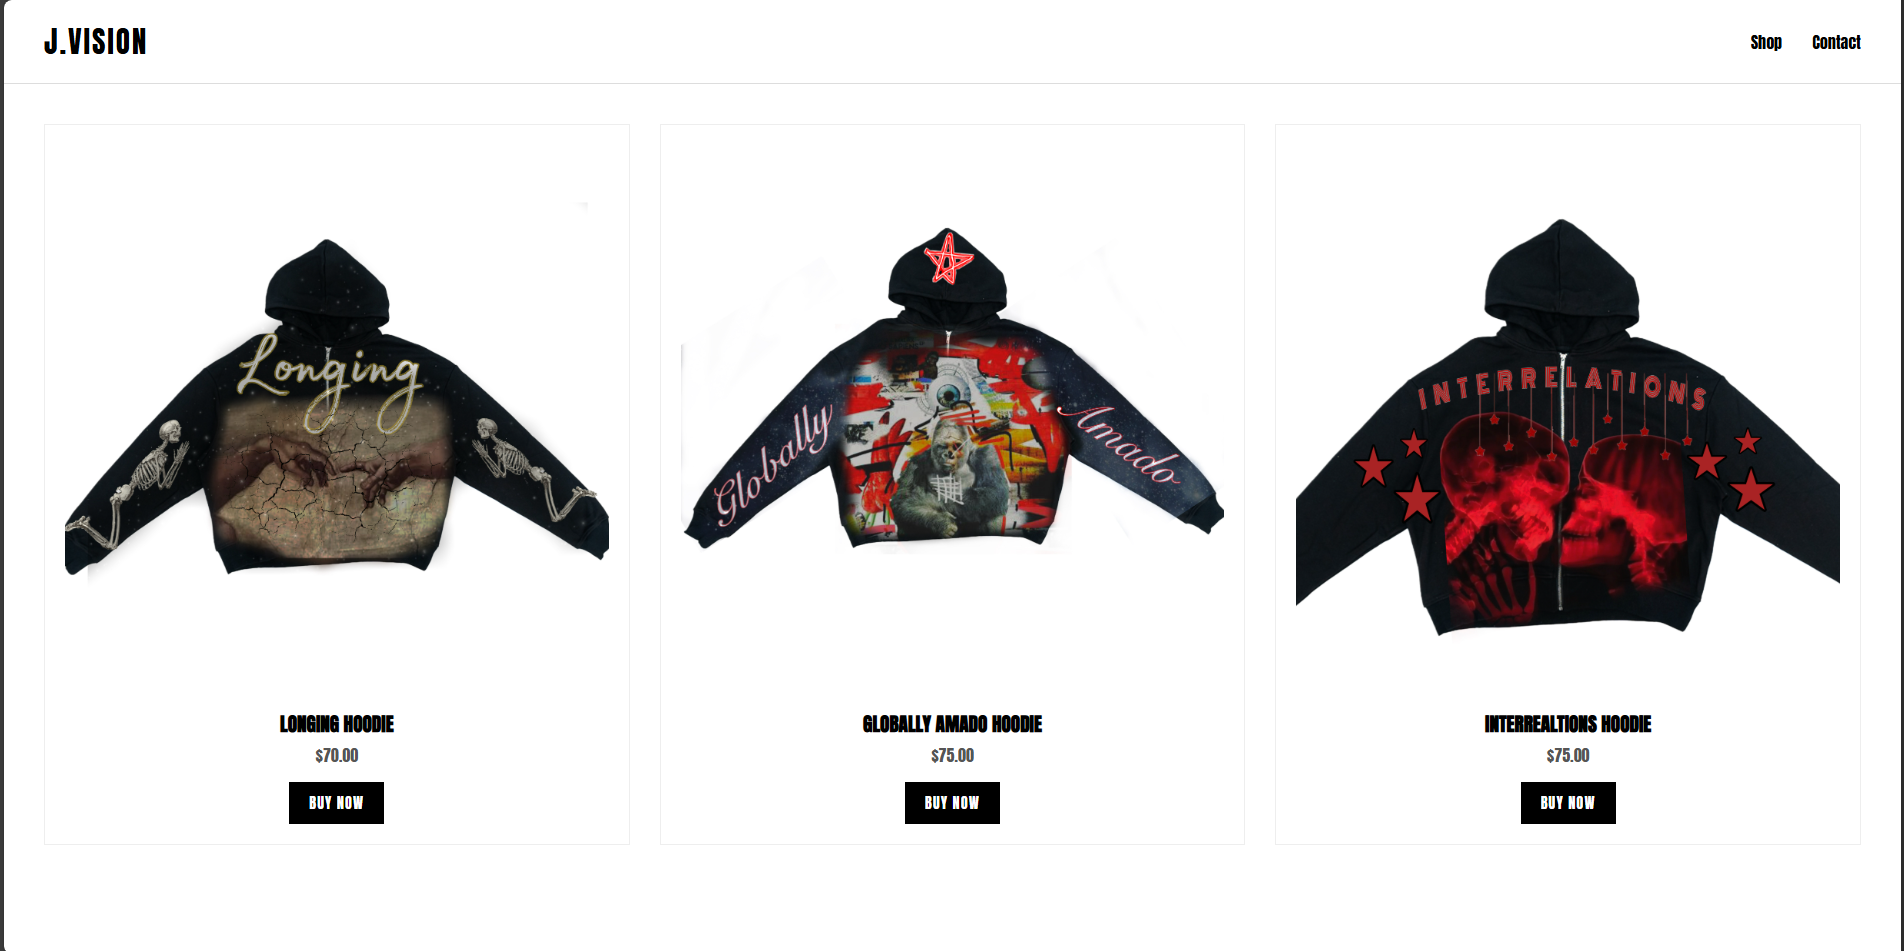 J.VISION
Shop
Contact
Longing
Globally
Amado
INTERRELATIONS
LONGING HOODIE
GLOBALLY AMADO HOODIE
INTERREALTIONS HOODIE
$70.00
$75.00
$75.00
BUY NOW
BUY NOW
BUY NOW